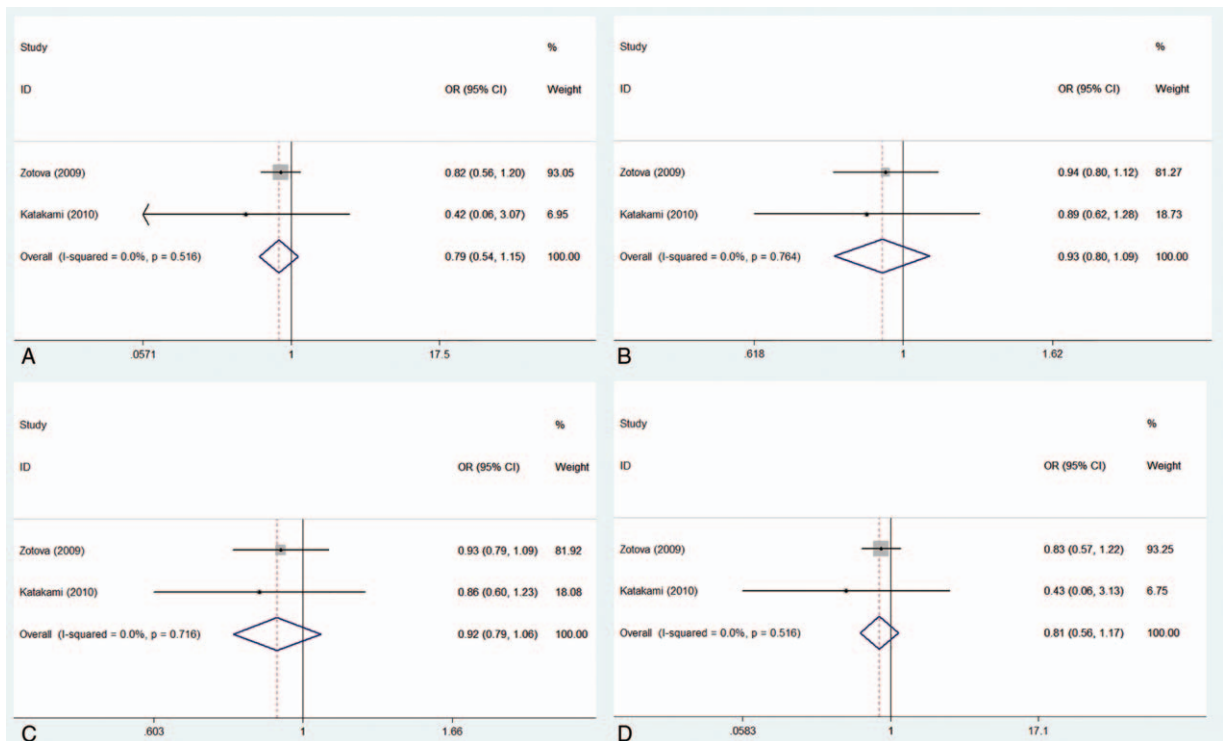 Study %
ID OR (95% CI) Weight
Zotova (2009) 0.82 (0.56, 1.20) 93.05
Katakami (2010) 0.42 (0.06, 3.07) 6.95
Overall (I-squared = 0.0%, p = 0.516) 0.79 (0.54, 1.15) 100.00
A
.0571 1 17.5
Study %
ID OR (95% CI) Weight
Zotova (2009) 0.94 (0.80, 1.12) 81.27
Katakami (2010) 0.89 (0.62, 1.28) 18.73
Overall (I-squared = 0.0%, p = 0.764) 0.93 (0.80, 1.09) 100.00
B
.618 1 1.62
Study %
ID OR (95% CI) Weight
Zotova (2009) 0.93 (0.79, 1.09) 81.92
Katakami (2010) 0.86 (0.60, 1.23) 18.08
Overall (I-squared = 0.0%, p = 0.716) 0.92 (0.79, 1.06) 100.00
C
.603 1 1.66
Study %
ID OR (95% CI) Weight
Zotova (2009) 0.83 (0.57, 1.22) 93.25
Katakami (2010) 0.43 (0.06, 3.13) 6.75
Overall (I-squared = 0.0%, p = 0.516) 0.81 (0.56, 1.17) 100.00
D
.0583 1 17.1